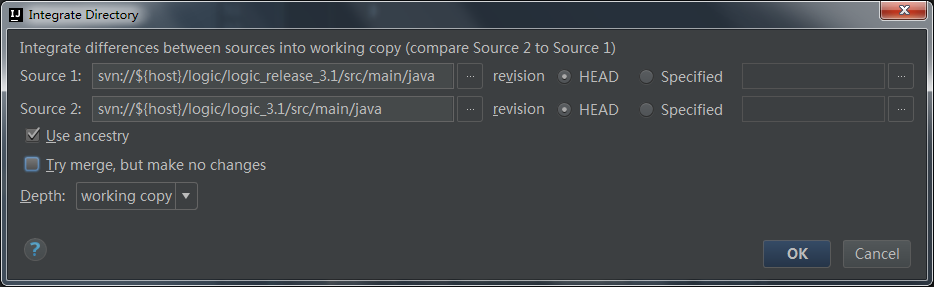 IJ Integrate Directory
Integrate differences between sources into working copy (compare Source 2 to Source 1)
Source 1: svn://${host}/logic/logic_release_3.1/src/main/java ... revision HEAD Specified ...
Source 2: svn://${host}/logic/logic_3.1/src/main/java ... revision HEAD Specified ...
Use ancestry
Try merge, but make no changes
Depth: working copy
? OK Cancel